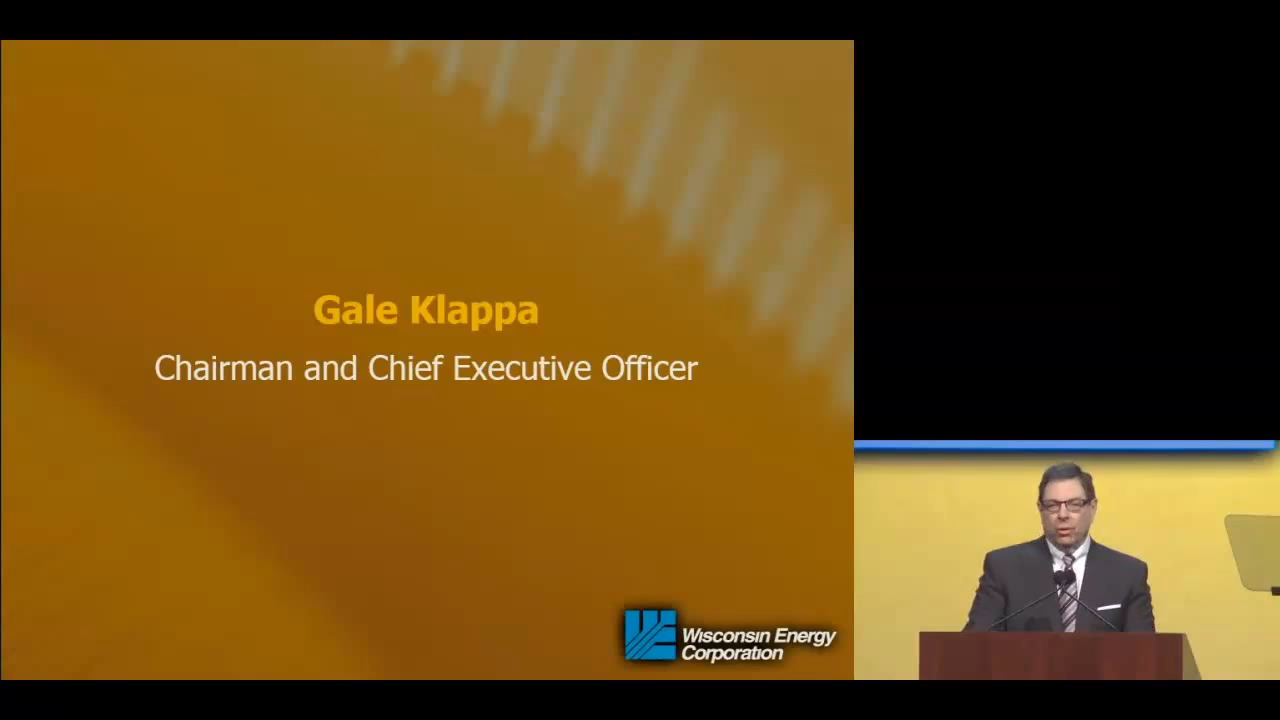 Gale Klappa
Chairman and Chief Executive Officer
Wisconsin Energy
Corporation